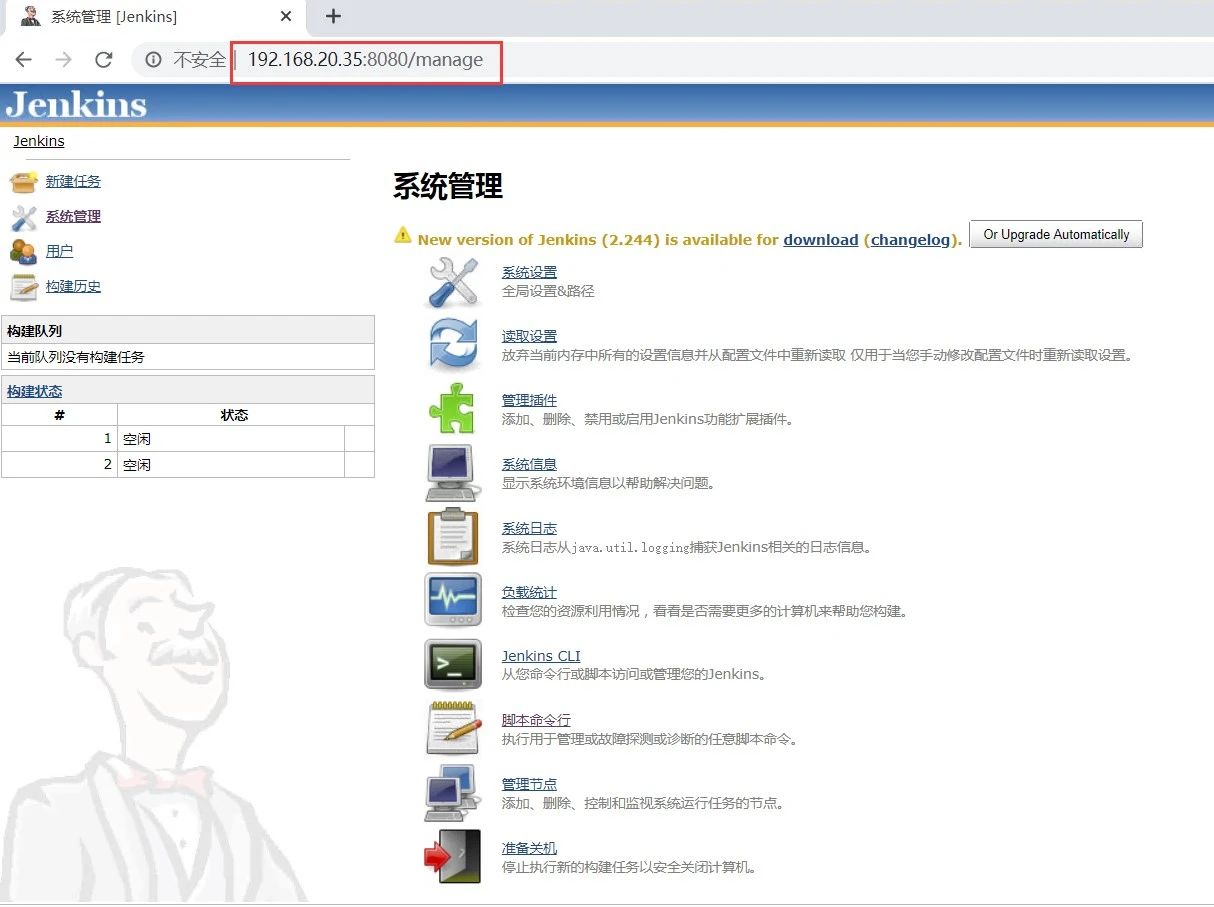 系统管理 [Jenkins]
不安全 | 192.168.20.35:8080/manage
Jenkins
Jenkins
新建任务
系统管理
用户
构建历史
构建队列
当前队列没有构建任务
构建状态
# 状态
1 空闲
2 空闲
系统管理
New version of Jenkins (2.244) is available for download (changelog). Or Upgrade Automatically
系统设置
全局设置&路径
读取设置
放弃当前内存中所有的设置信息并从配置文件中重新读取 仅用于当您手动修改配置文件时重新读取设置。
管理插件
添加、删除、禁用或启用Jenkins功能扩展插件。
系统信息
显示系统环境信息以帮助解决问题。
系统日志
系统日志从java.util.logging捕获Jenkins相关的日志信息。
负载统计
检查您的资源利用情况，看看是否需要更多的计算机来帮助您构建。
Jenkins CLI
从您命令行或脚本访问或管理您的Jenkins。
脚本命令行
执行用于管理或故障探测或诊断的任意脚本命令。
管理节点
添加、删除、控制和监视系统运行任务的节点。
准备关机
停止执行新的构建任务以安全关闭计算机。